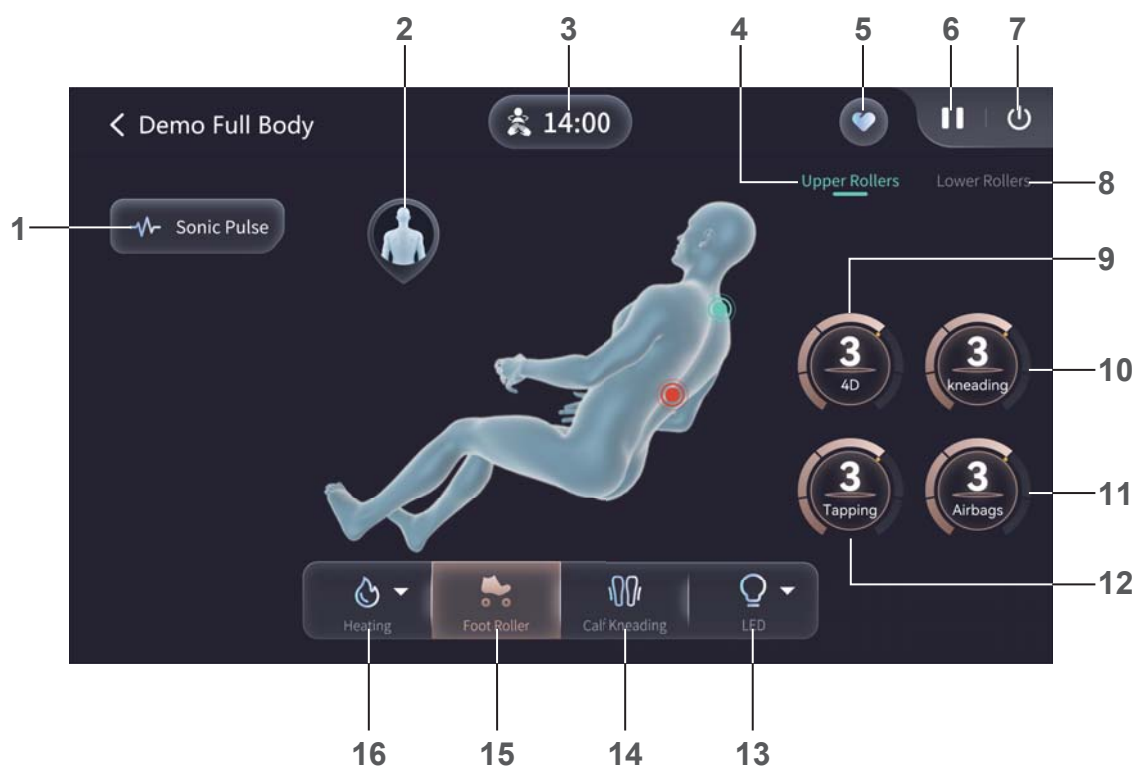 2 3 4 5 6 7
Demo Full Body 14:00
Upper Rollers Lower Rollers 8
1 Sonic Pulse
9
3 4D 3 kneading 10
3 Tapping 3 Airbags 11
12
Heating Foot Roller Calf Kneading LED
16 15 14 13